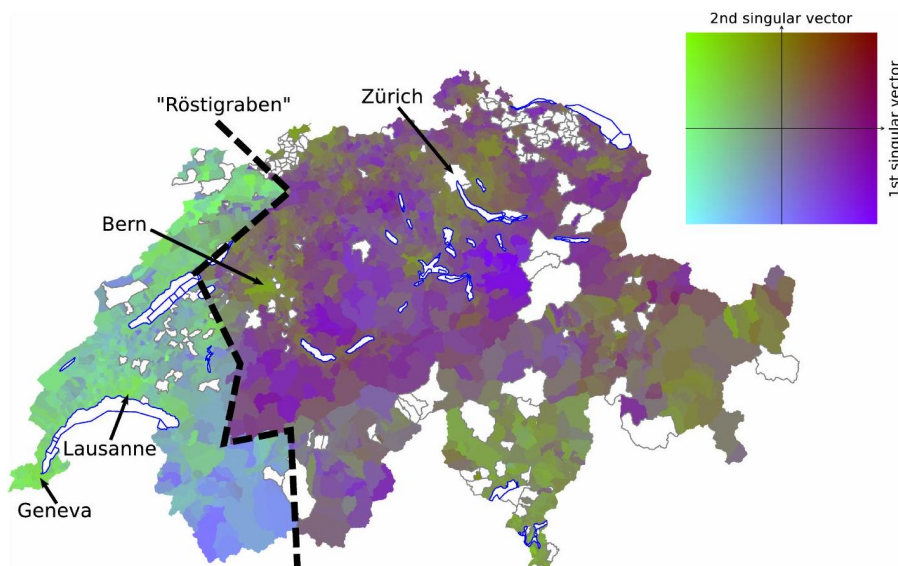 2nd singular vector
1st singular vector
"Röstigraben"
Zürich
Bern
Lausanne
Geneva